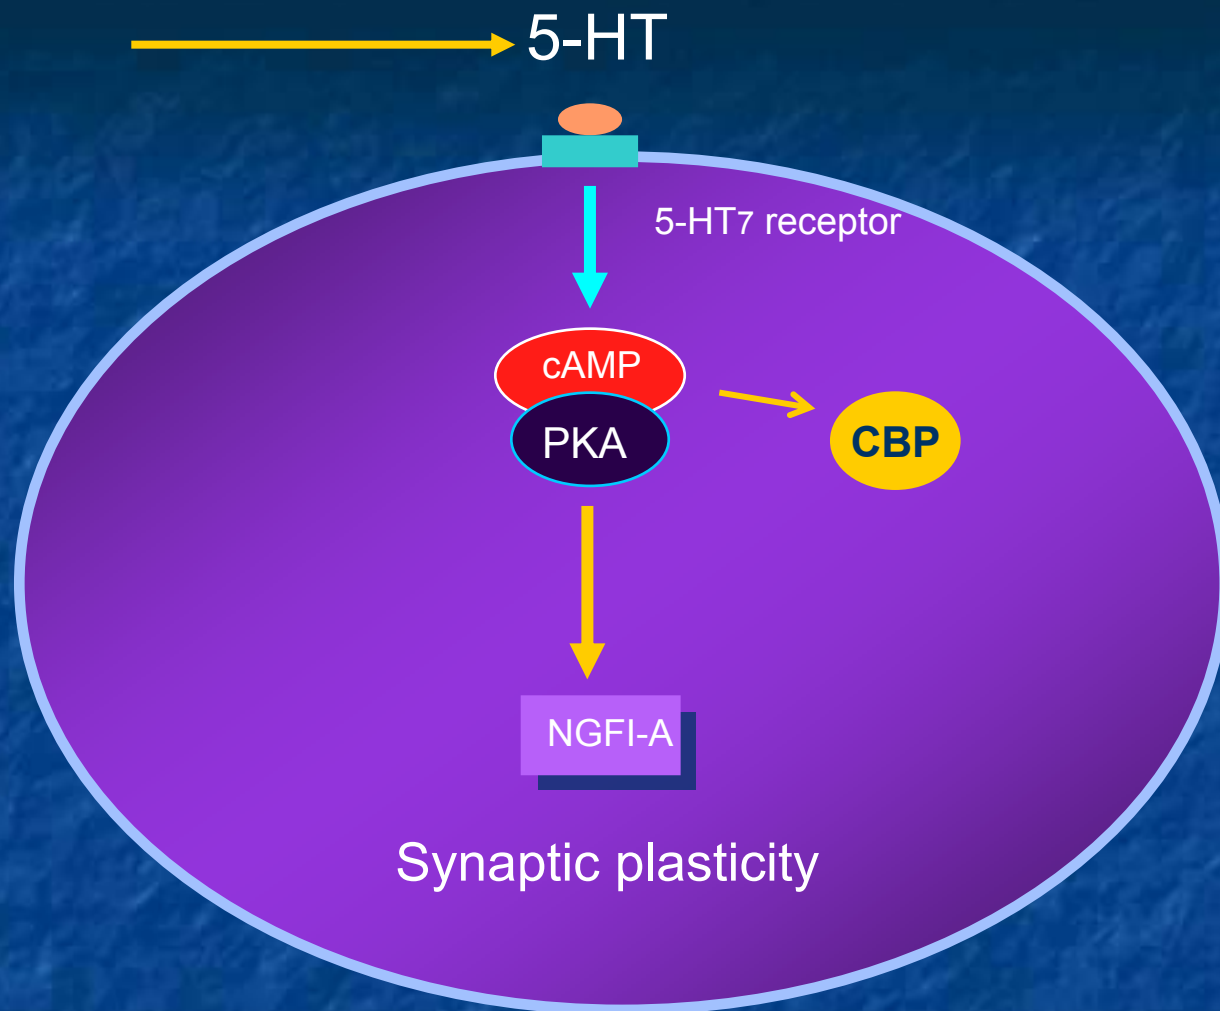 5-HT
5-HT7 receptor
cAMP
PKA
CBP
NGFI-A
Synaptic plasticity